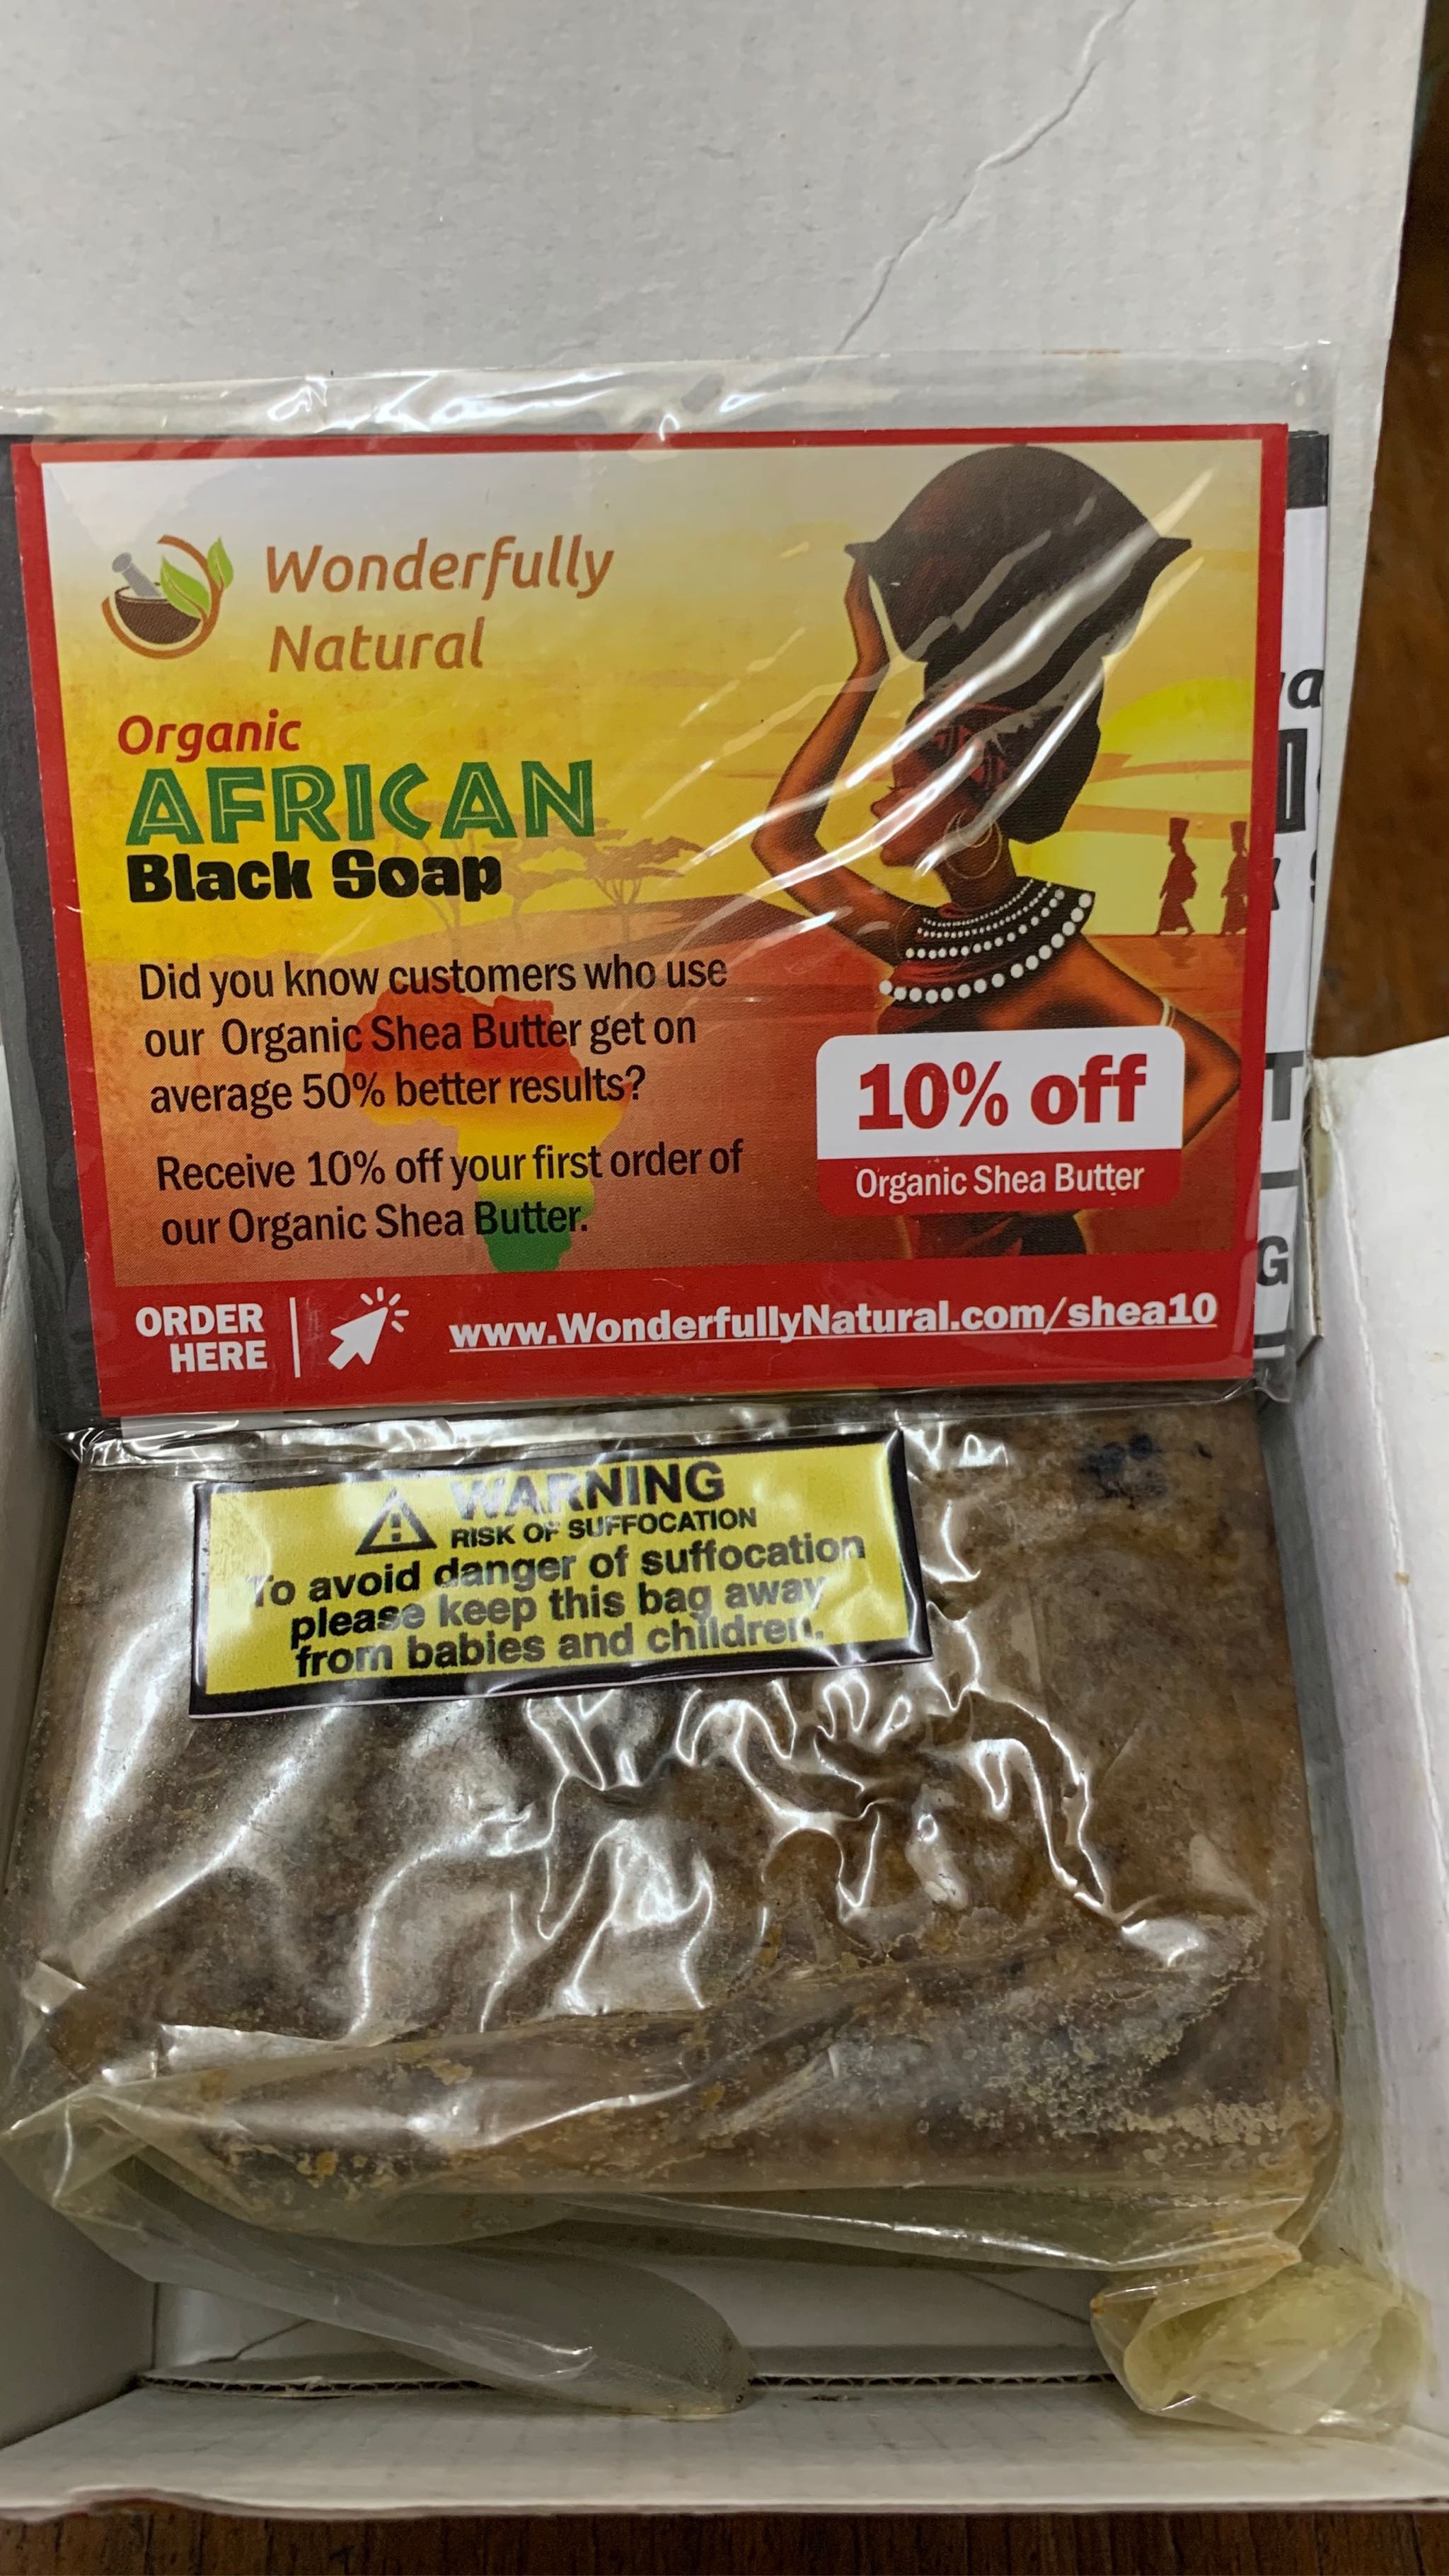 Wonderfully
Natural
Organic
AFRICAN
Black Soap
Did you know customers who use
our Organic Shea Butter get on
average 50% better results?
Receive 10% off your first order of
our Organic Shea Butter.
10% off
Organic Shea Butter
ORDER
HERE
www.WonderfullyNatural.com/shea10
WARNING
RISK OF SUFFOCATION
To avoid danger of suffocation
please keep this bag away
from babies and children.